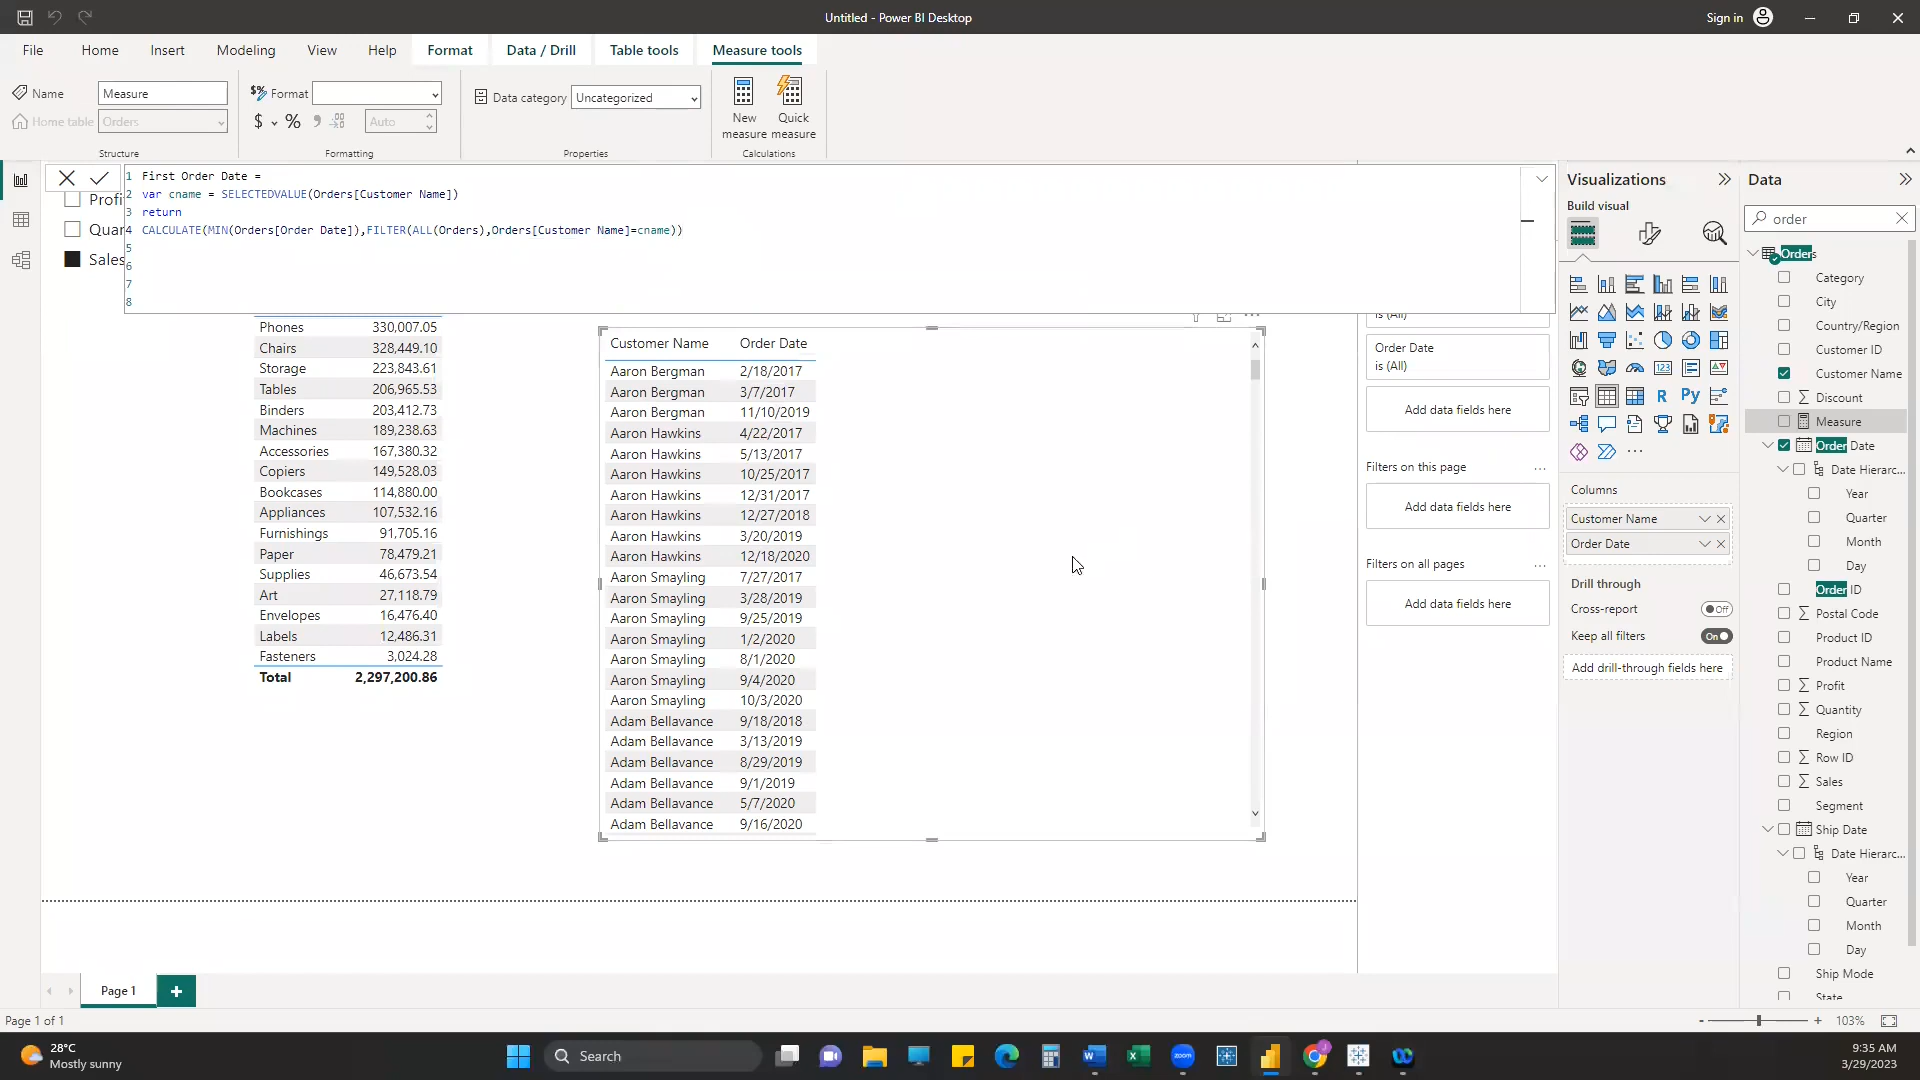 Untitled - Power BI Desktop
Sign in
File
Home
Insert
Modeling
View
Help
Format
Data / Drill
Table tools
Measure tools
Name
Measure
Home table
Orders
Structure
Format
$
%
Auto
Formatting
Data category
Uncategorized
Properties
New measure
Quick measure
Calculations
1 First Order Date =
2 var cname = SELECTEDVALUE(Orders[Customer Name])
3 return
4 CALCULATE(MIN(Orders[Order Date]),FILTER(ALL(Orders),Orders[Customer Name]=cname))
5
6
7
8
Profi
Quan
Sales
Phones 330,007.05
Chairs 328,449.10
Storage 223,843.61
Tables 206,965.53
Binders 203,412.73
Machines 189,238.63
Accessories 167,380.32
Copiers 149,528.03
Bookcases 114,880.00
Appliances 107,532.16
Furnishings 91,705.16
Paper 78,479.21
Supplies 46,673.54
Art 27,118.79
Envelopes 16,476.40
Labels 12,486.31
Fasteners 3,024.28
Total 2,297,200.86
Customer Name Order Date
Aaron Bergman 2/18/2017
Aaron Bergman 3/7/2017
Aaron Bergman 11/10/2019
Aaron Hawkins 4/22/2017
Aaron Hawkins 5/13/2017
Aaron Hawkins 10/25/2017
Aaron Hawkins 12/31/2017
Aaron Hawkins 12/27/2018
Aaron Hawkins 3/20/2019
Aaron Hawkins 12/18/2020
Aaron Smayling 7/27/2017
Aaron Smayling 3/28/2019
Aaron Smayling 9/25/2019
Aaron Smayling 1/2/2020
Aaron Smayling 8/1/2020
Aaron Smayling 9/4/2020
Aaron Smayling 10/3/2020
Adam Bellavance 9/18/2018
Adam Bellavance 3/13/2019
Adam Bellavance 8/29/2019
Adam Bellavance 9/1/2019
Adam Bellavance 5/7/2020
Adam Bellavance 9/16/2020
is (All)
Order Date
is (All)
Add data fields here
Filters on this page ...
Add data fields here
Filters on all pages ...
Add data fields here
Visualizations
Build visual
R
Py
123
...
Columns
Customer Name
Order Date
Drill through
Cross-report
Off
Keep all filters
On
Add drill-through fields here
Data
order
Orders
Category
City
Country/Region
Customer ID
Customer Name
Discount
Measure
Order Date
Date Hierarc...
Year
Quarter
Month
Day
Order ID
Postal Code
Product ID
Product Name
Profit
Quantity
Region
Row ID
Sales
Segment
Ship Date
Date Hierarc...
Year
Quarter
Month
Day
Ship Mode
State
Page 1
+
Page 1 of 1
- + 103%
28°C
Mostly sunny
Search
zoom
9:35 AM
3/29/2023